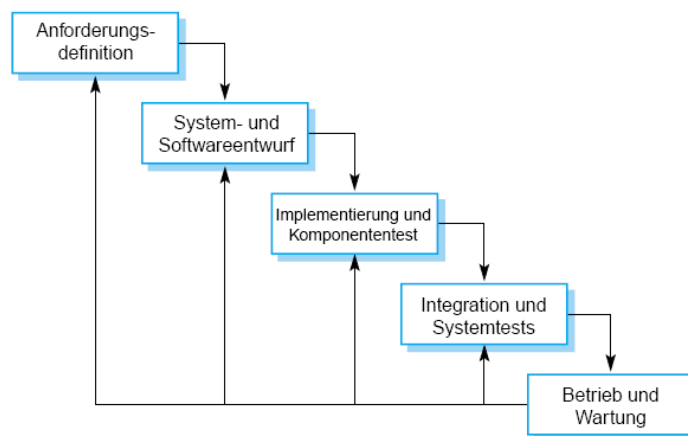 Anforderungs-
definition
System- und
Softwareentwurf
Implementierung und
Komponententest
Integration und
Systemtests
Betrieb und
Wartung